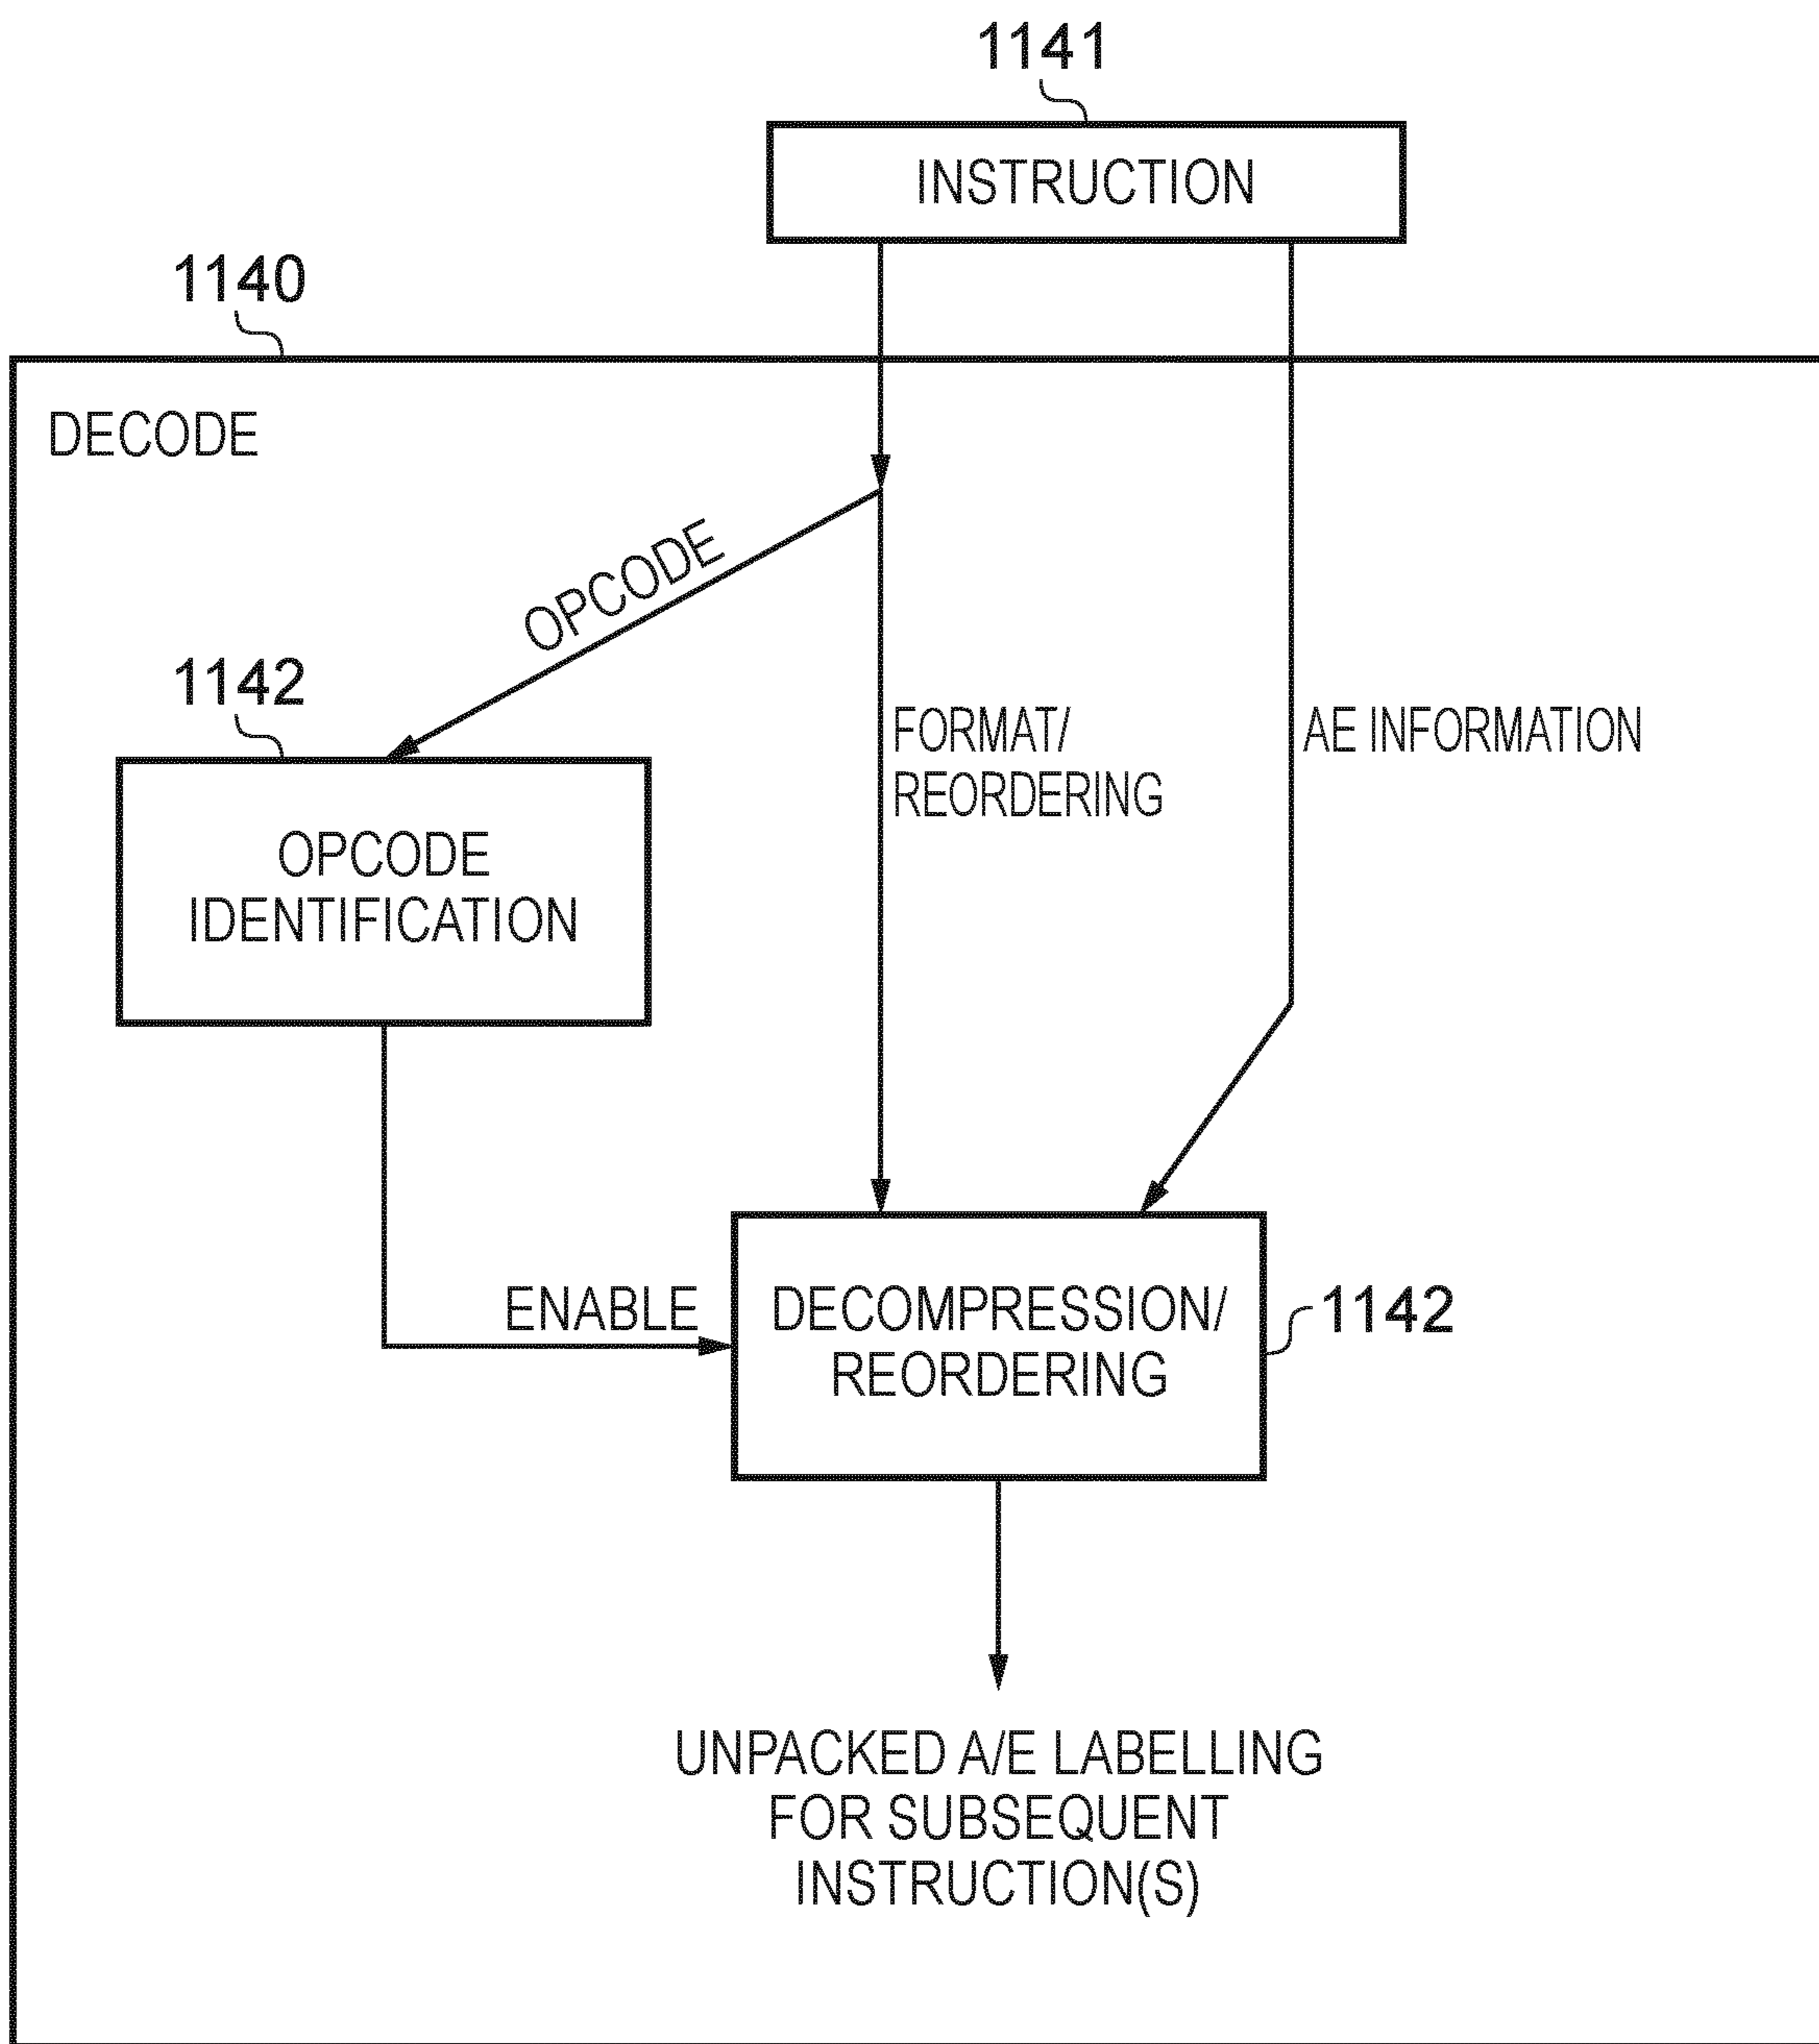 1141
INSTRUCTION
1140
DECODE
OPCODE
1142
FORMAT/
REORDERING
AE INFORMATION
OPCODE
IDENTIFICATION
ENABLE
DECOMPRESSION/
REORDERING
1142
UNPACKED A/E LABELLING
FOR SUBSEQUENT
INSTRUCTION(S)